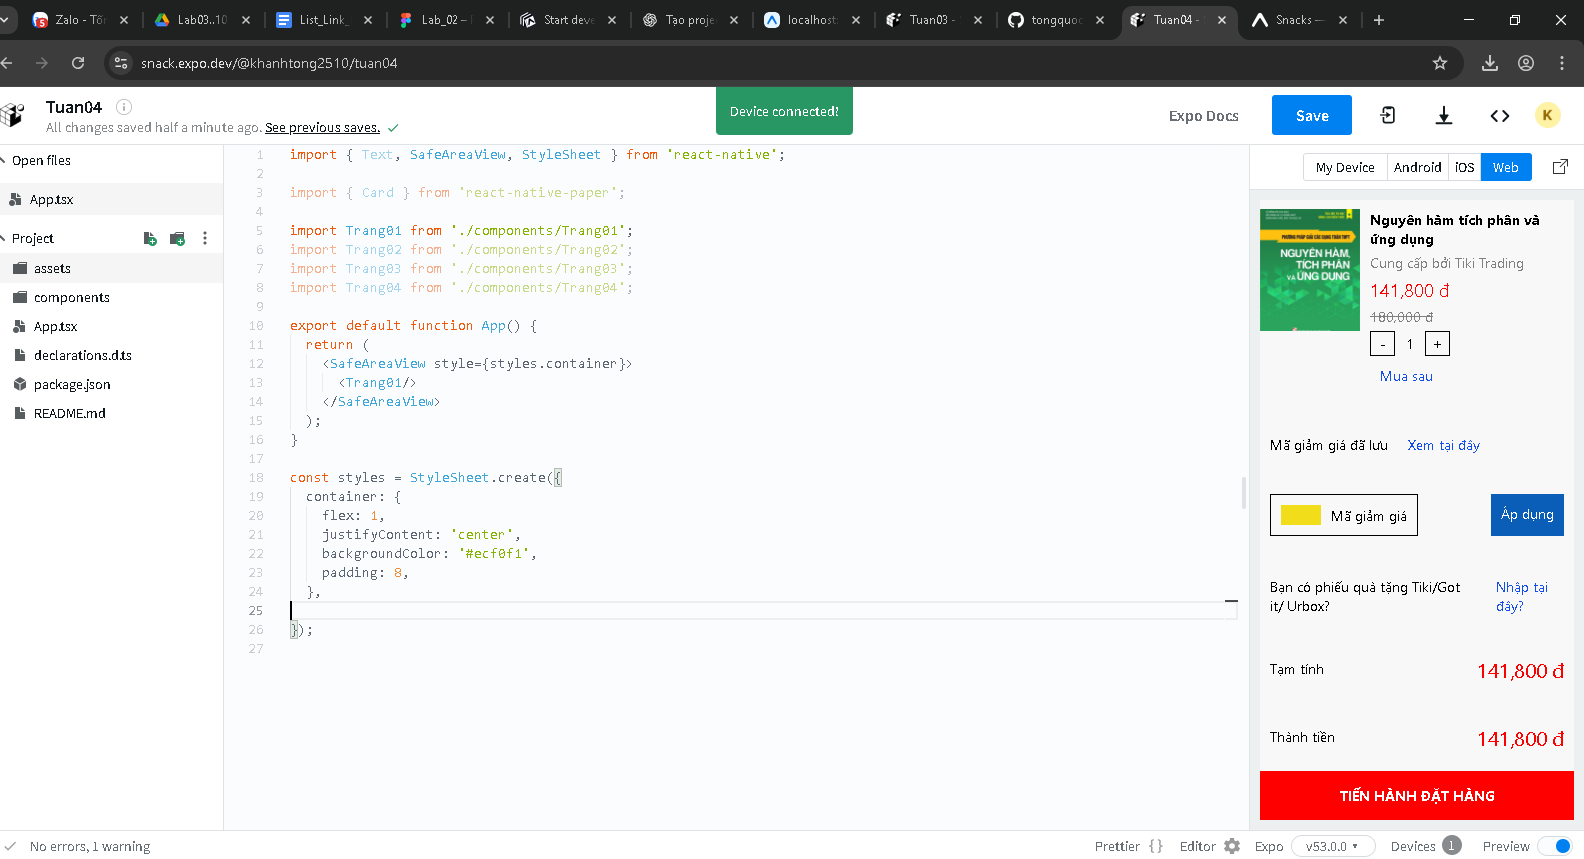 Zalo - Tổn
Lab03..10
List_Link_
Lab_02 –
Start deve
Tạo proje
localhost:
Tuan03 -
tongquoc
Tuan04 -
Snacks —
snack.expo.dev/@khanhtong2510/tuan04
Tuan04
All changes saved half a minute ago. See previous saves.
Device connected!
Expo Docs
Save
K
Open files
App.tsx
Project
assets
components
App.tsx
declarations.d.ts
package.json
README.md
1 import { Text, SafeAreaView, StyleSheet } from 'react-native';
2
3 import { Card } from 'react-native-paper';
4
5 import Trang01 from './components/Trang01';
6 import Trang02 from './components/Trang02';
7 import Trang03 from './components/Trang03';
8 import Trang04 from './components/Trang04';
9
10 export default function App() {
11 return (
12 <SafeAreaView style={styles.container}>
13 <Trang01/>
14 </SafeAreaView>
15 );
16 }
17
18 const styles = StyleSheet.create({
19 container: {
20 flex: 1,
21 justifyContent: 'center',
22 backgroundColor: '#ecf0f1',
23 padding: 8,
24 },
25
26 });
27
My Device
Android
iOS
Web
PHƯƠNG PHÁP GIẢI CÁC DẠNG TOÁN THPT
NGUYÊN HÀM,
TÍCH PHÂN
VÀ ỨNG DỤNG
Nguyên hàm tích phân và
ứng dụng
Cung cấp bởi Tiki Trading
141,800 đ
180,000 đ
- 1 +
Mua sau
Mã giảm giá đã lưu Xem tại đây
Mã giảm giá
Áp dụng
Bạn có phiếu quà tặng Tiki/Got
it/ Urbox?
Nhập tại
đây?
Tạm tính 141,800 đ
Thành tiền 141,800 đ
TIẾN HÀNH ĐẶT HÀNG
No errors, 1 warning
Prettier { }
Editor
Expo
v53.0.0
Devices 1
Preview